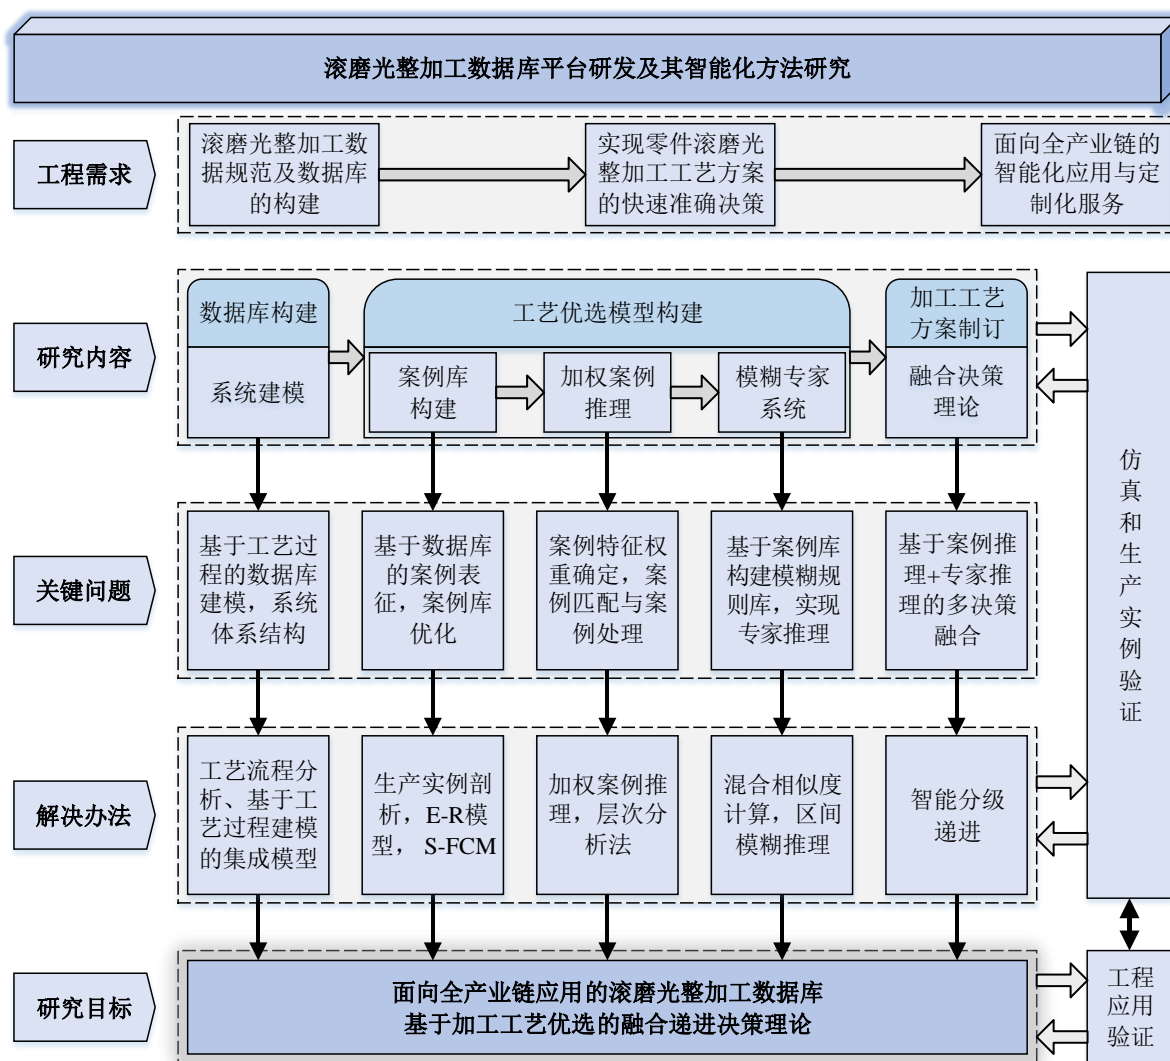 滚磨光整加工数据库平台研发及其智能化方法研究
工程需求
滚磨光整加工数
据规范及数据库
的构建
实现零件滚磨光
整加工工艺方案
的快速准确决策
面向全产业链的
智能化应用与定
制化服务
研究内容
数据库构建
系统建模
工艺优选模型构建
案例库
构建
加权案例
推理
模糊专家
系统
加工工艺
方案制订
融合决策
理论
关键问题
基于工艺过
程的数据库
建模，系统
体系结构
基于数据库
的案例表
征，案例库
优化
案例特征权
重确定，案
例匹配与案
例处理
基于案例库
构建模糊规
则库，实现
专家推理
基于案例推
理+专家推
理的多决策
融合
解决办法
工艺流程分
析、基于工
艺过程建模
的集成模型
生产实例剖
析，E-R模
型， S-FCM
加权案例推
理，层次分
析法
混合相似度
计算，区间
模糊推理
智能分级
递进
仿
真
和
生
产
实
例
验
证
研究目标
面向全产业链应用的滚磨光整加工数据库
基于加工工艺优选的融合递进决策理论
工程
应用
验证